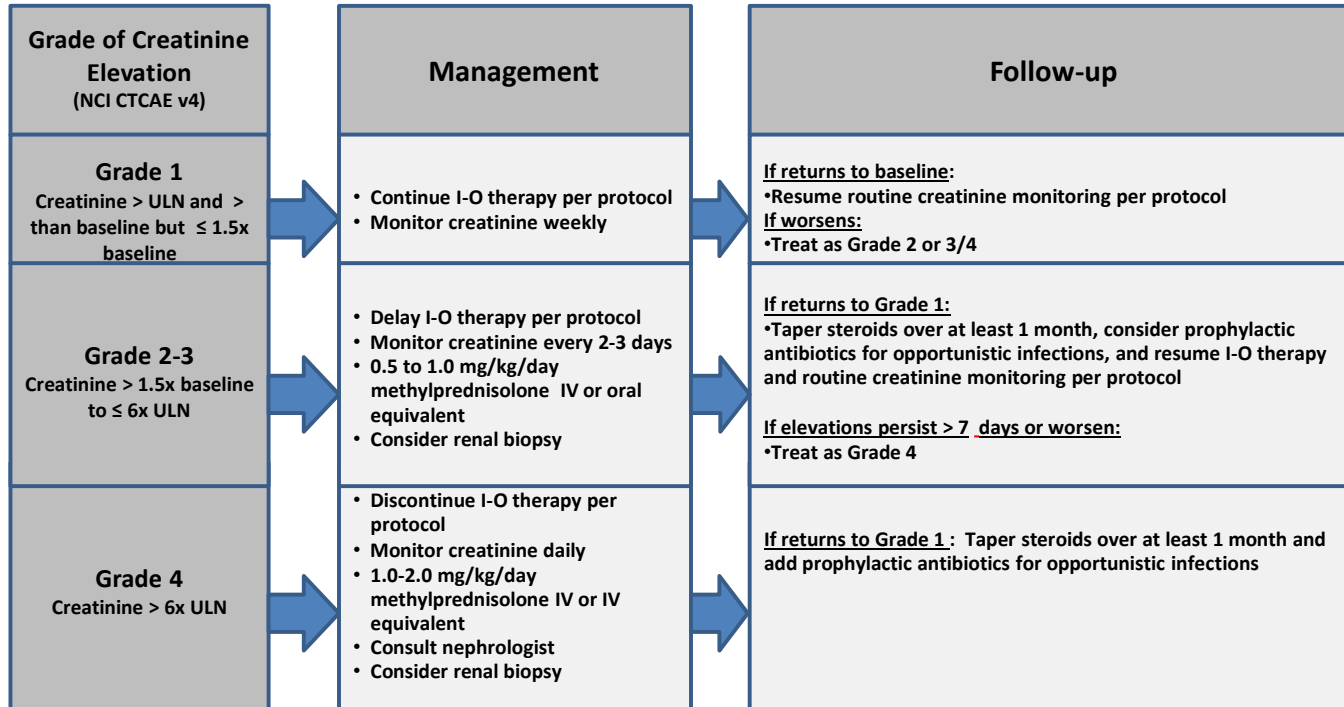 Grade of Creatinine
Elevation
(NCI CTCAE v4)
Management
Follow-up
Grade 1
Creatinine > ULN and >
than baseline but ≤ 1.5x
baseline
• Continue I-O therapy per protocol
• Monitor creatinine weekly
If returns to baseline:
•Resume routine creatinine monitoring per protocol
If worsens:
•Treat as Grade 2 or 3/4
Grade 2-3
Creatinine > 1.5x baseline
to ≤ 6x ULN
• Delay I-O therapy per protocol
• Monitor creatinine every 2-3 days
• 0.5 to 1.0 mg/kg/day
methylprednisolone IV or oral
equivalent
• Consider renal biopsy
If returns to Grade 1:
•Taper steroids over at least 1 month, consider prophylactic
antibiotics for opportunistic infections, and resume I-O therapy
and routine creatinine monitoring per protocol
If elevations persist > 7 days or worsen:
•Treat as Grade 4
Grade 4
Creatinine > 6x ULN
• Discontinue I-O therapy per
protocol
• Monitor creatinine daily
• 1.0-2.0 mg/kg/day
methylprednisolone IV or IV
equivalent
• Consult nephrologist
• Consider renal biopsy
If returns to Grade 1 : Taper steroids over at least 1 month and
add prophylactic antibiotics for opportunistic infections